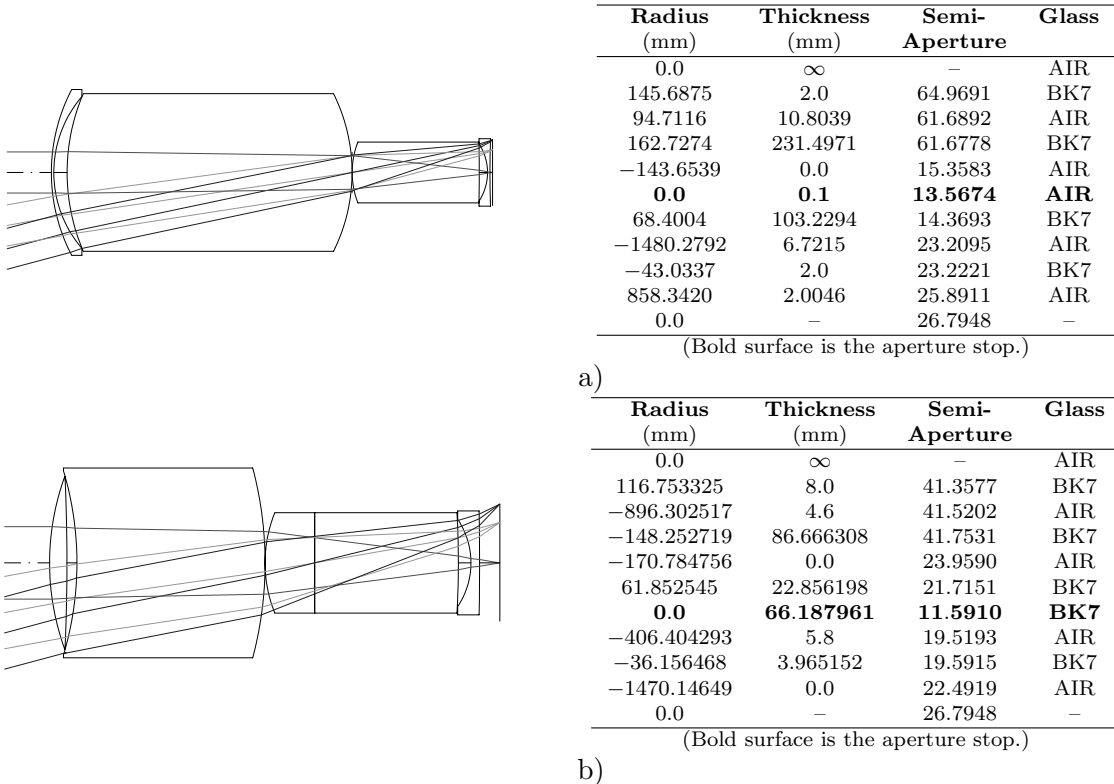 Radius Thickness Semi- Glass
(mm) (mm) Aperture
0.0 ∞ – AIR
145.6875 2.0 64.9691 BK7
94.7116 10.8039 61.6892 AIR
162.7274 231.4971 61.6778 BK7
−143.6539 0.0 15.3583 AIR
0.0 0.1 13.5674 AIR
68.4004 103.2294 14.3693 BK7
−1480.2792 6.7215 23.2095 AIR
−43.0337 2.0 23.2221 BK7
858.3420 2.0046 25.8911 AIR
0.0 – 26.7948 –
(Bold surface is the aperture stop.)
a)
Radius Thickness Semi- Glass
(mm) (mm) Aperture
0.0 ∞ – AIR
116.753325 8.0 41.3577 BK7
−896.302517 4.6 41.5202 AIR
−148.252719 86.666308 41.7531 BK7
−170.784756 0.0 23.9590 AIR
61.852545 22.856198 21.7151 BK7
0.0 66.187961 11.5910 BK7
−406.404293 5.8 19.5193 AIR
−36.156468 3.965152 19.5915 BK7
−1470.14649 0.0 22.4919 AIR
0.0 – 26.7948 –
(Bold surface is the aperture stop.)
b)